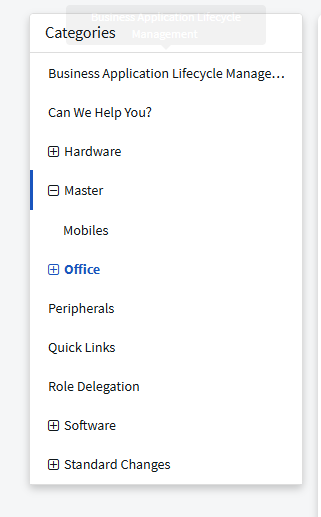 Business Application Lifecycle
Management
Categories
Business Application Lifecycle Manage...
Can We Help You?
Hardware
Master
Mobiles
Office
Peripherals
Quick Links
Role Delegation
Software
Standard Changes